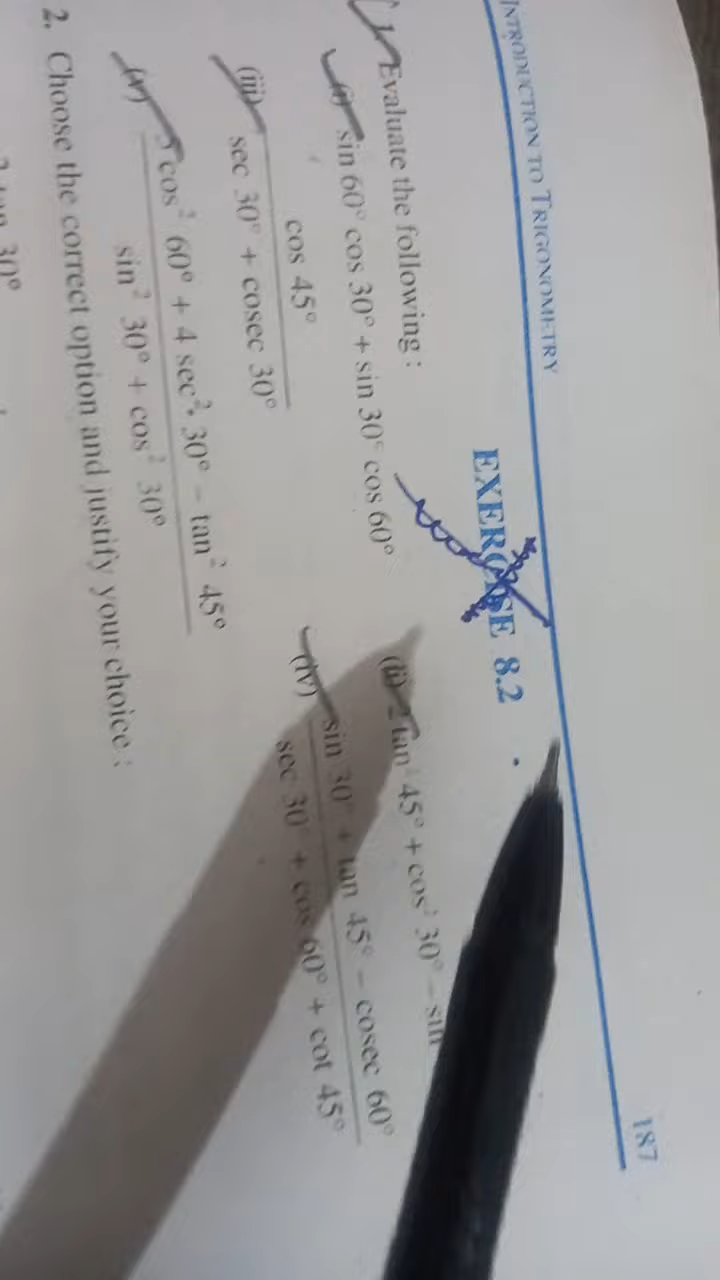 INTRODUCTION TO TRIGONOMETRY 187
EXERCISE 8.2
1. Evaluate the following :
(i) sin 60° cos 30° + sin 30° cos 60° (ii) 2 tan² 45° + cos² 30° – sin
(iii) cos 45°
sec 30° + cosec 30°
(iv) sin 30° + tan 45° – cosec 60°
sec 30° + cos 60° + cot 45°
(v) 5 cos² 60° + 4 sec² 30° – tan² 45°
sin² 30° + cos² 30°
2. Choose the correct option and justify your choice :
30°